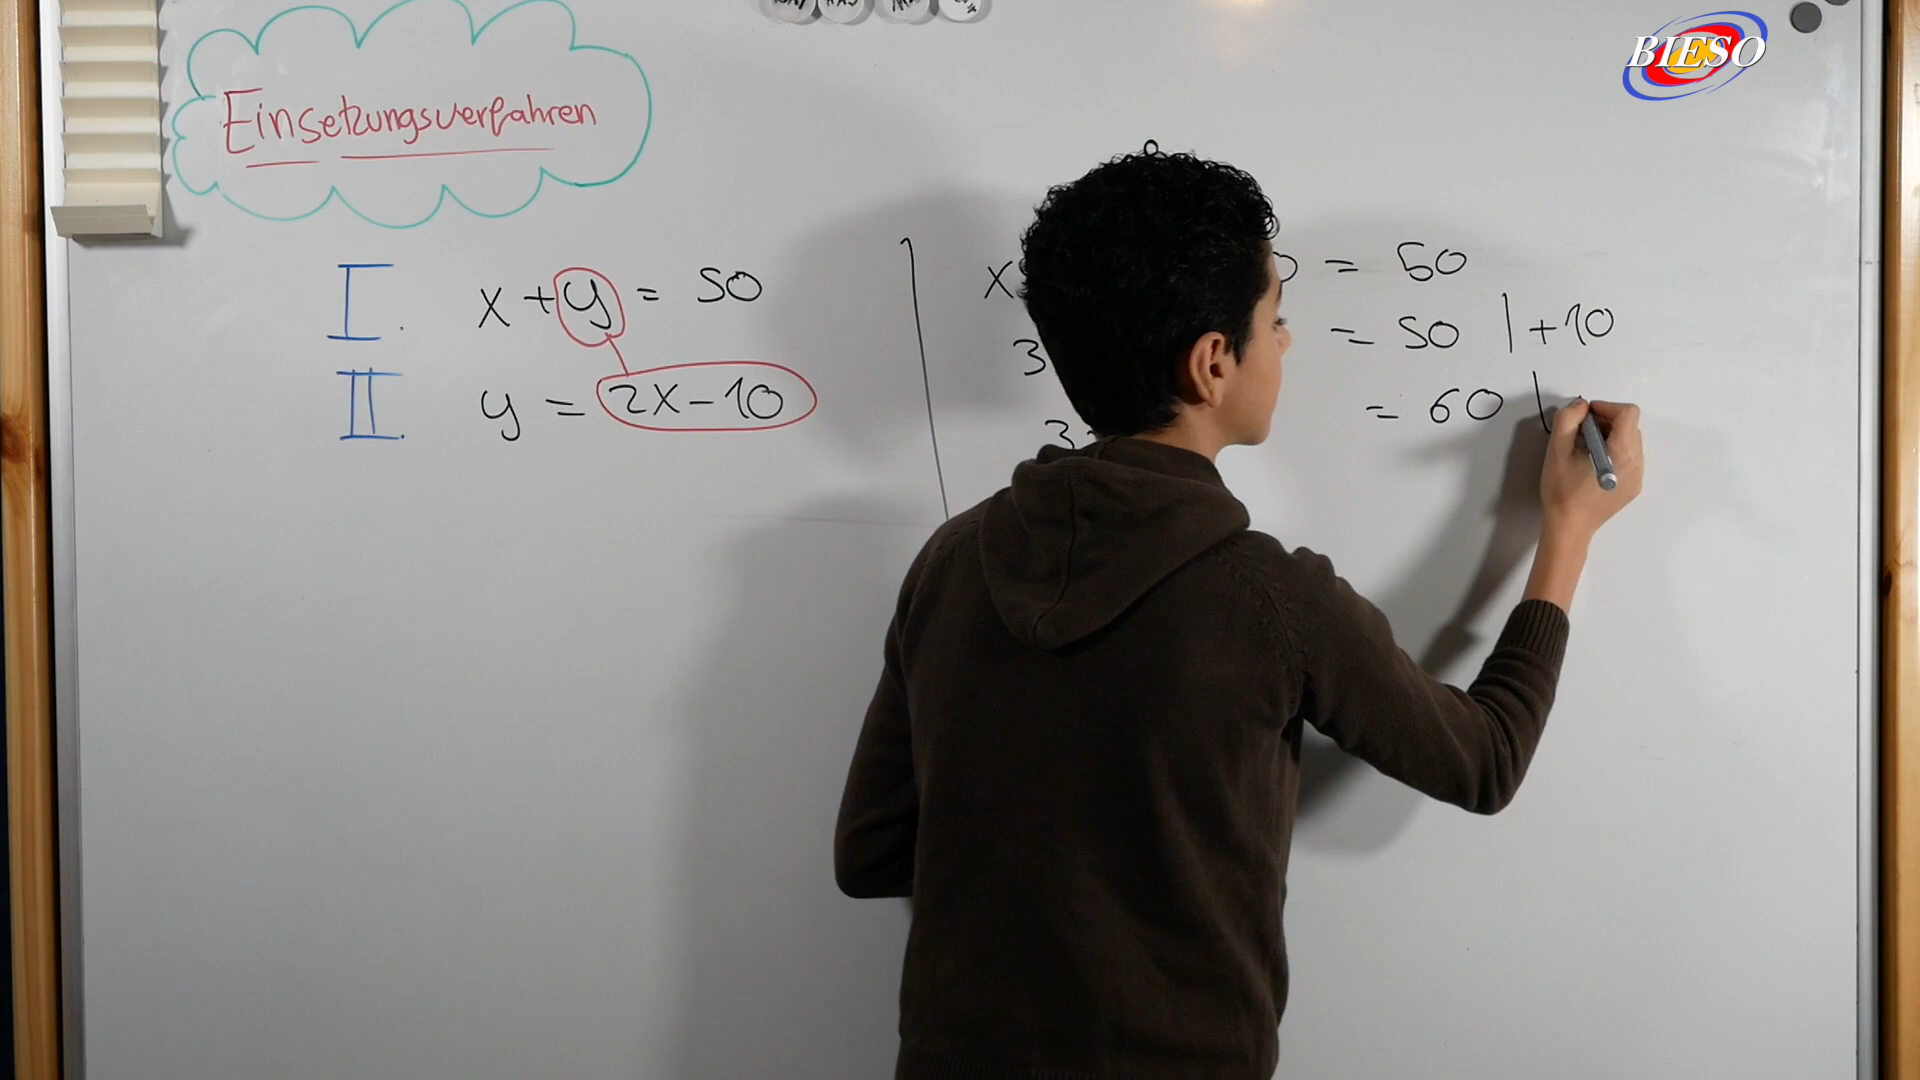 BIESO
Einsetzungsverfahren
I. x + y = 50
II. y = 2x - 10
x = 50
3 = 50 | +10
3 = 60 |